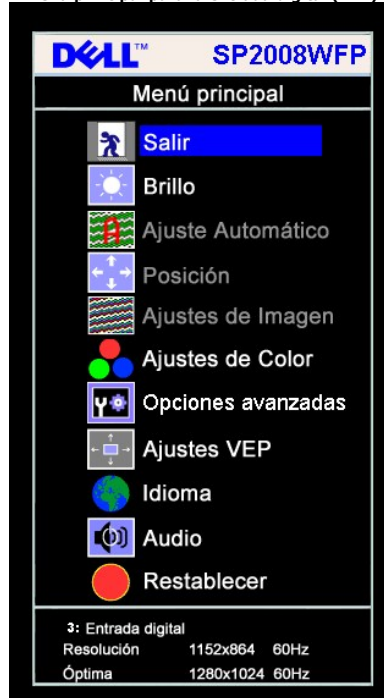 DELL™ SP2008WFP
Menú principal
Salir
Brillo
Ajuste Automático
Posición
Ajustes de Imagen
Ajustes de Color
Opciones avanzadas
Ajustes VEP
Idioma
Audio
Restablecer
3: Entrada digital
Resolución 1152x864 60Hz
Óptima 1280x1024 60Hz